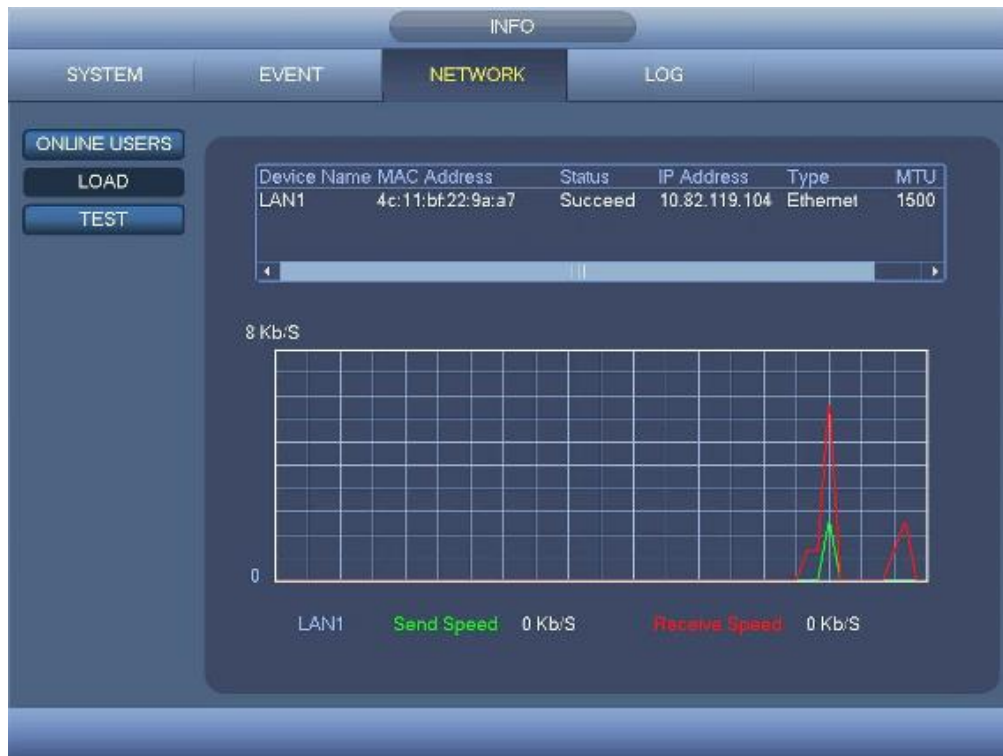 INFO
SYSTEM EVENT NETWORK LOG
ONLINE USERS
LOAD
TEST
Device Name MAC Address Status IP Address Type MTU
LAN1 4c:11:bf:22:9a:a7 Succeed 10.82.119.104 Ethernet 1500
8 Kb/S
0
LAN1 Send Speed 0 Kb/S Receive Speed 0 Kb/S